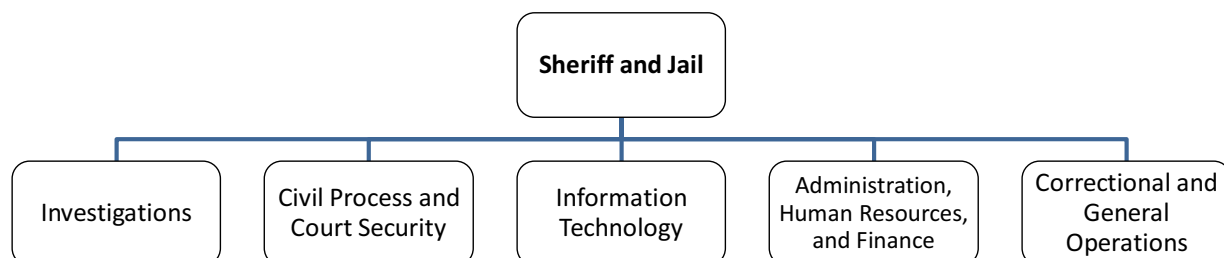 Sheriff and Jail
Investigations
Civil Process and
Court Security
Information
Technology
Administration,
Human Resources,
and Finance
Correctional and
General
Operations